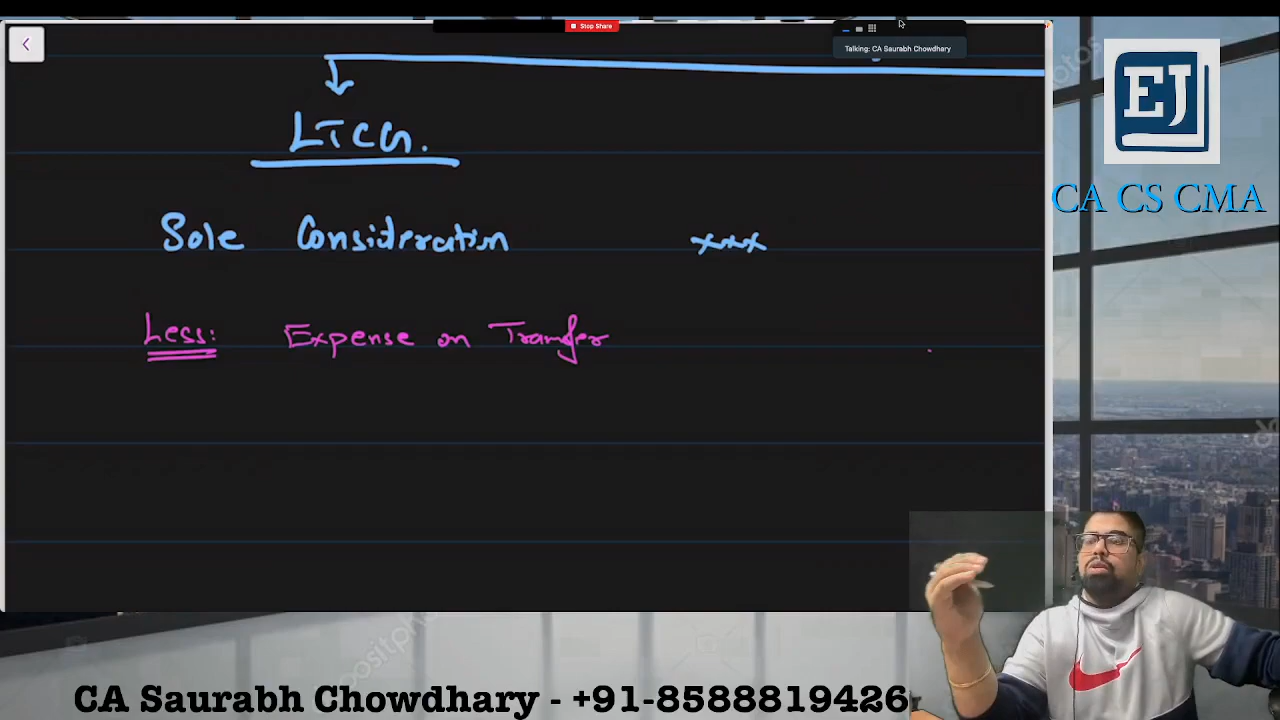 Stop Share
Talking: CA Saurabh Chowdhary
EJ
CA CS CMA
LTCG.
Sole Consideration xxx
Less: Expense on Transfer
CA Saurabh Chowdhary - +91-8588819426